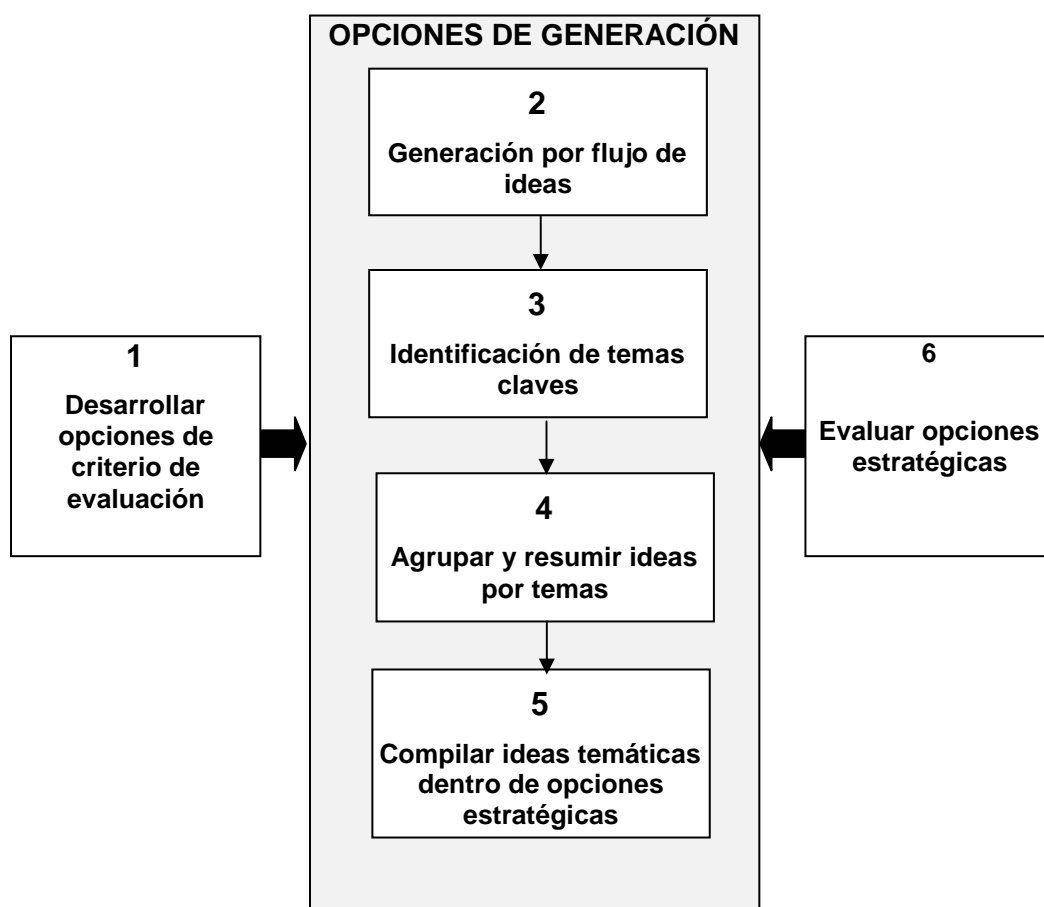 OPCIONES DE GENERACIÓN
1
Desarrollar
opciones de
criterio de
evaluación
2
Generación por flujo de
ideas
3
Identificación de temas
claves
4
Agrupar y resumir ideas
por temas
5
Compilar ideas temáticas
dentro de opciones
estratégicas
6
Evaluar opciones
estratégicas